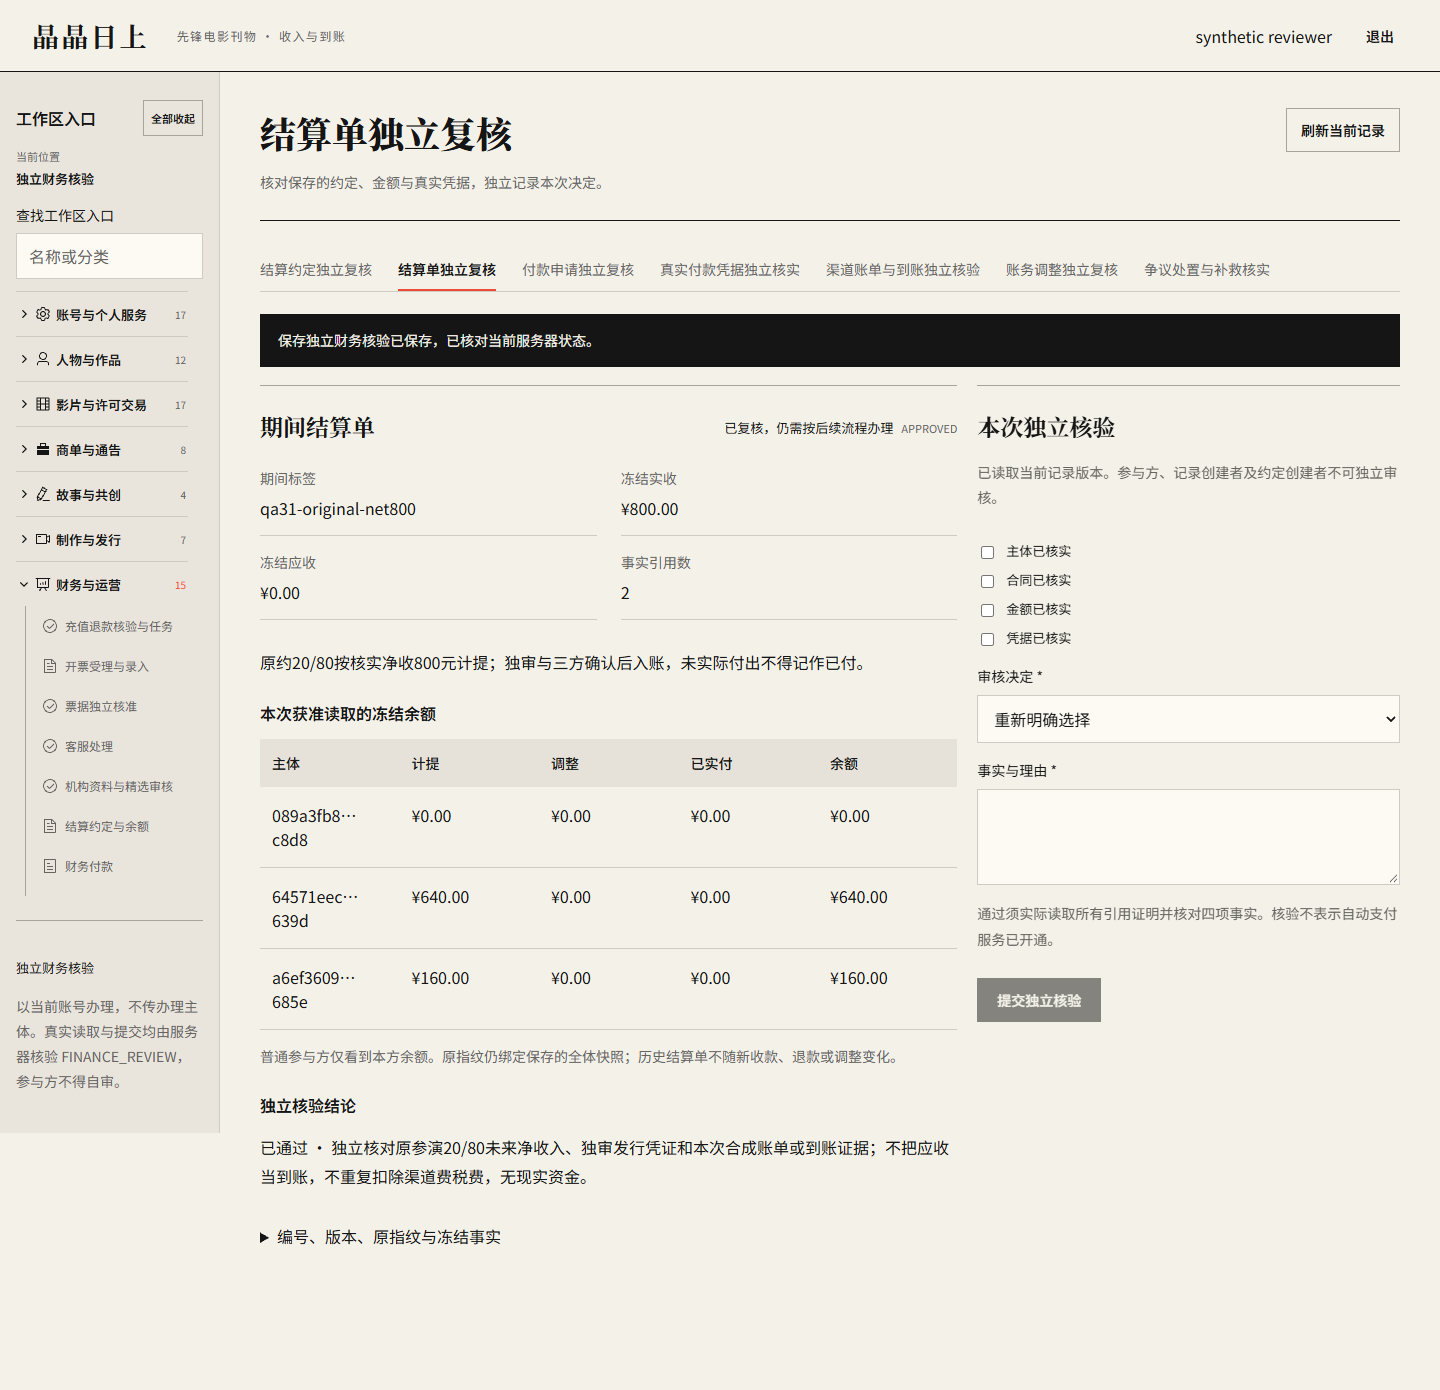 晶晶日上
先锋电影刊物 · 收入与到账
synthetic reviewer
退出
工作区入口
全部收起
当前位置
独立财务核验
查找工作区入口
名称或分类
账号与个人服务 17
人物与作品 12
影片与许可交易 17
商单与通告 8
故事与共创 4
制作与发行 7
财务与运营 15
充值退款核验与任务
开票受理与录入
票据独立核准
客服处理
机构资料与精选审核
结算约定与余额
财务付款
独立财务核验
以当前账号办理，不传办理主
体。真实读取与提交均由服务
器核验 FINANCE_REVIEW，
参与方不得自审。
结算单独立复核
刷新当前记录
核对保存的约定、金额与真实凭据，独立记录本次决定。
结算约定独立复核 结算单独立复核 付款申请独立复核 真实付款凭据独立核实 渠道账单与到账独立核验 账务调整独立复核 争议处置与补救核实
保存独立财务核验已保存，已核对当前服务器状态。
期间结算单
已复核，仍需按后续流程办理 APPROVED
期间标签
qa31-original-net800
冻结实收
¥800.00
冻结应收
¥0.00
事实引用数
2
原约20/80按核实净收800元计提；独审与三方确认后入账，未实际付出不得记作已付。
本次获准读取的冻结余额
主体 计提 调整 已实付 余额
089a3fb8… ¥0.00 ¥0.00 ¥0.00 ¥0.00
c8d8
64571eec… ¥640.00 ¥0.00 ¥0.00 ¥640.00
639d
a6ef3609… ¥160.00 ¥0.00 ¥0.00 ¥160.00
685e
普通参与方仅看到本方余额。原指纹仍绑定保存的全体快照；历史结算单不随新收款、退款或调整变化。
独立核验结论
已通过 · 独立核对原参演20/80未来净收入、独审发行凭证和本次合成账单或到账证据；不把应收
当到账，不重复扣除渠道费税费，无现实资金。
编号、版本、原指纹与冻结事实
本次独立核验
已读取当前记录版本。参与方、记录创建者及约定创建者不可独立审
核。
主体已核实
合同已核实
金额已核实
凭据已核实
审核决定 *
重新明确选择
事实与理由 *
通过须实际读取所有引用证明并核对四项事实。核验不表示自动支付
服务已开通。
提交独立核验